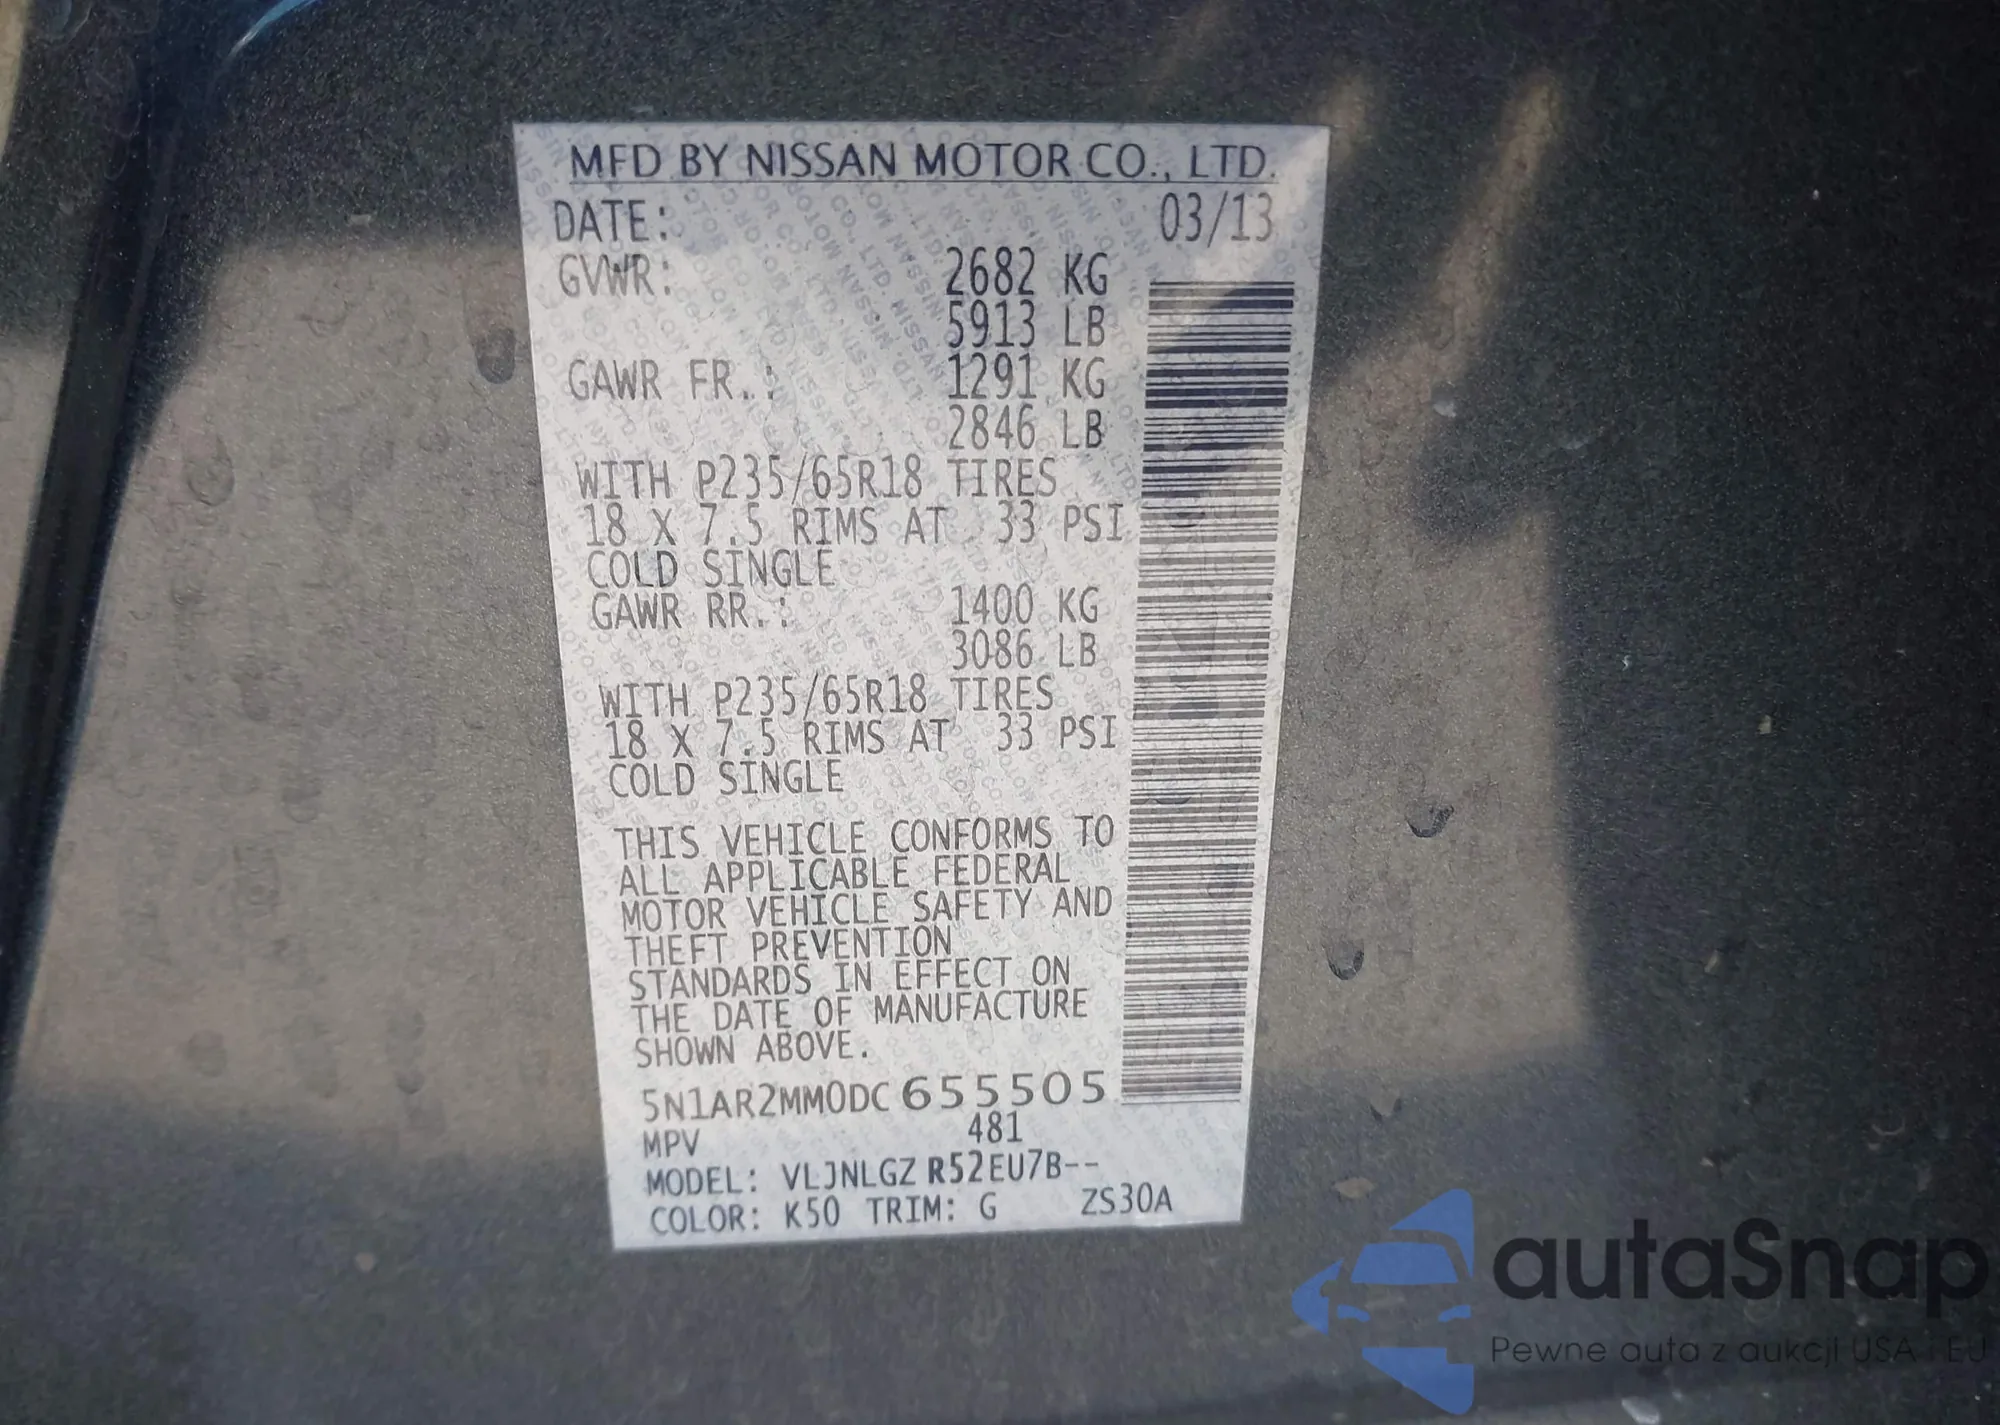 MFD BY NISSAN MOTOR CO., LTD.
DATE: 03/13
GVWR: 2682 KG
5913 LB
GAWR FR.: 1291 KG
2846 LB
WITH P235/65R18 TIRES
18 X 7.5 RIMS AT 33 PSI
COLD SINGLE
GAWR RR.: 1400 KG
3086 LB
WITH P235/65R18 TIRES
18 X 7.5 RIMS AT 33 PSI
COLD SINGLE
THIS VEHICLE CONFORMS TO
ALL APPLICABLE FEDERAL
MOTOR VEHICLE SAFETY AND
THEFT PREVENTION
STANDARDS IN EFFECT ON
THE DATE OF MANUFACTURE
SHOWN ABOVE.
5N1AR2MM0DC655505
MPV 481
MODEL: VLJNLGZ R52EU7B--
COLOR: K50 TRIM: G ZS30A
autaSnap
Pewne auta z aukcji USA i EU